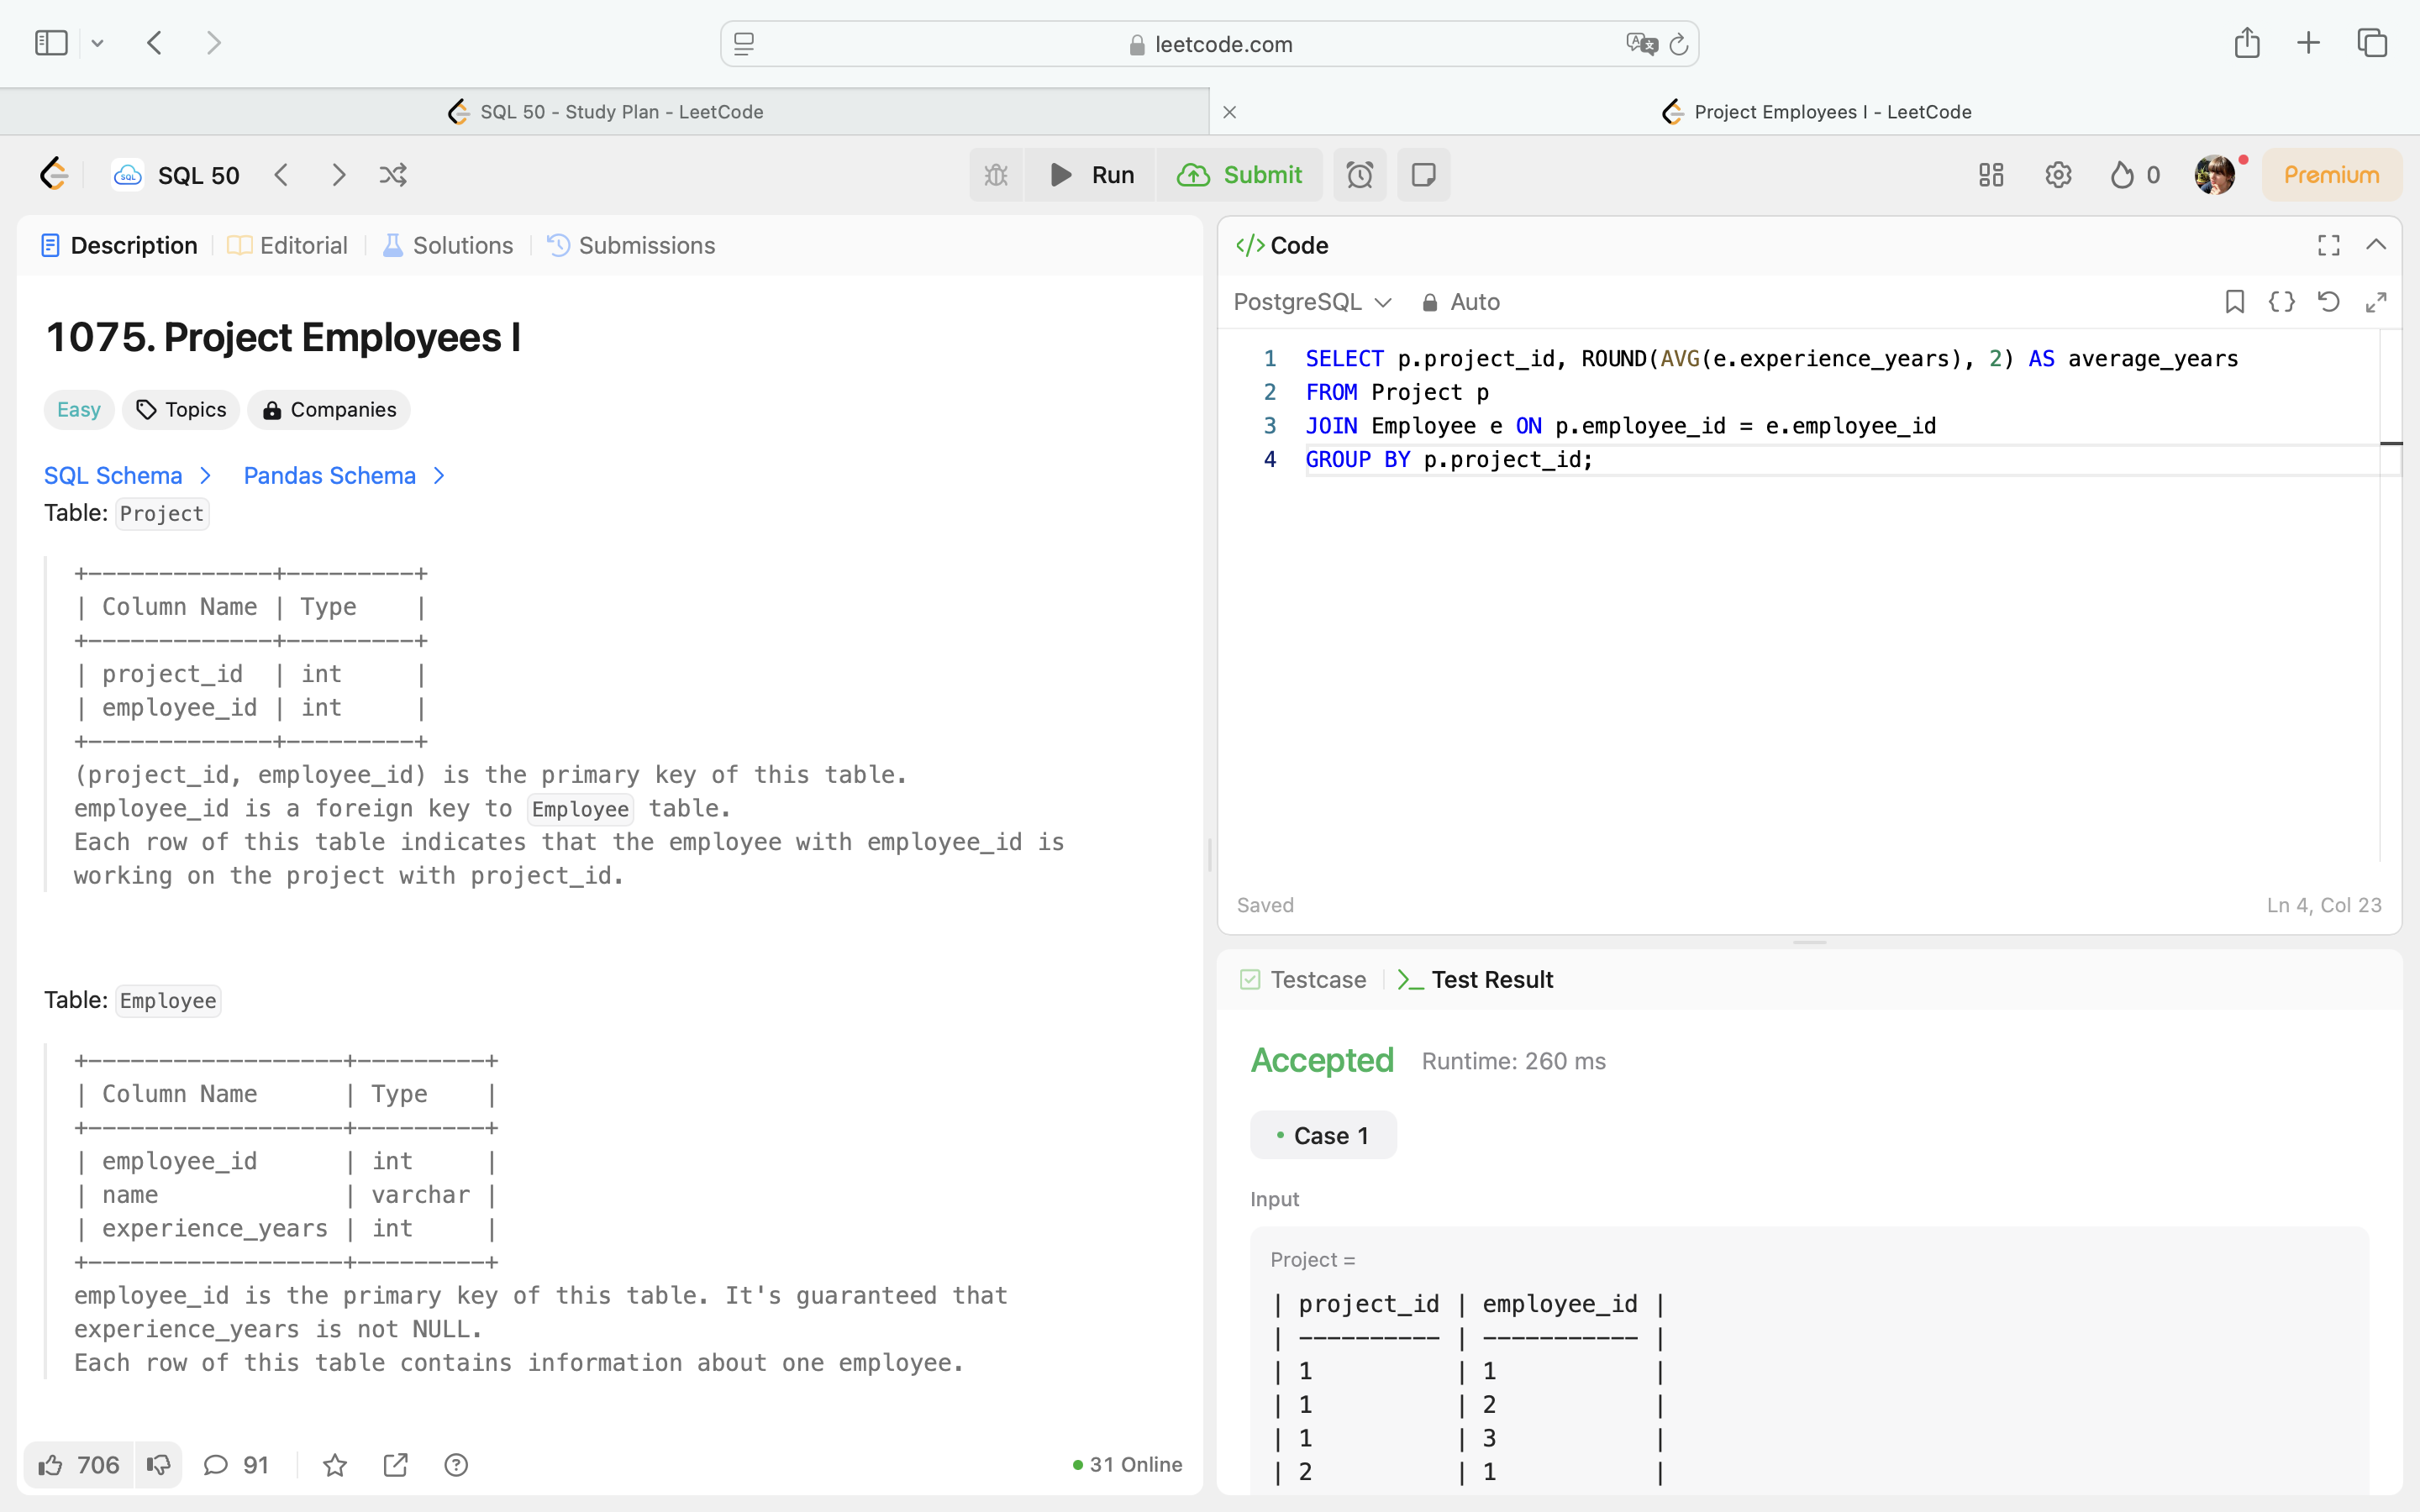 leetcode.com
SQL 50 - Study Plan - LeetCode
Project Employees I - LeetCode
SQL 50
Run
Submit
0
Premium
Description
Editorial
Solutions
Submissions
1075. Project Employees I
Easy
Topics
Companies
SQL Schema
Pandas Schema
Table: Project
+-------------+---------+
| Column Name | Type    |
+-------------+---------+
| project_id  | int     |
| employee_id | int     |
+-------------+---------+
(project_id, employee_id) is the primary key of this table.
employee_id is a foreign key to Employee table.
Each row of this table indicates that the employee with employee_id is
working on the project with project_id.
Table: Employee
+------------------+---------+
| Column Name      | Type    |
+------------------+---------+
| employee_id      | int     |
| name             | varchar |
| experience_years | int     |
+------------------+---------+
employee_id is the primary key of this table. It's guaranteed that
experience_years is not NULL.
Each row of this table contains information about one employee.
706
91
31 Online
</> Code
PostgreSQL
Auto
1 SELECT p.project_id, ROUND(AVG(e.experience_years), 2) AS average_years
2 FROM Project p
3 JOIN Employee e ON p.employee_id = e.employee_id
4 GROUP BY p.project_id;
Saved
Ln 4, Col 23
Testcase
>_ Test Result
Accepted
Runtime: 260 ms
• Case 1
Input
Project =
| project_id | employee_id |
| ---------- | ----------- |
| 1          | 1           |
| 1          | 2           |
| 1          | 3           |
| 2          | 1           |